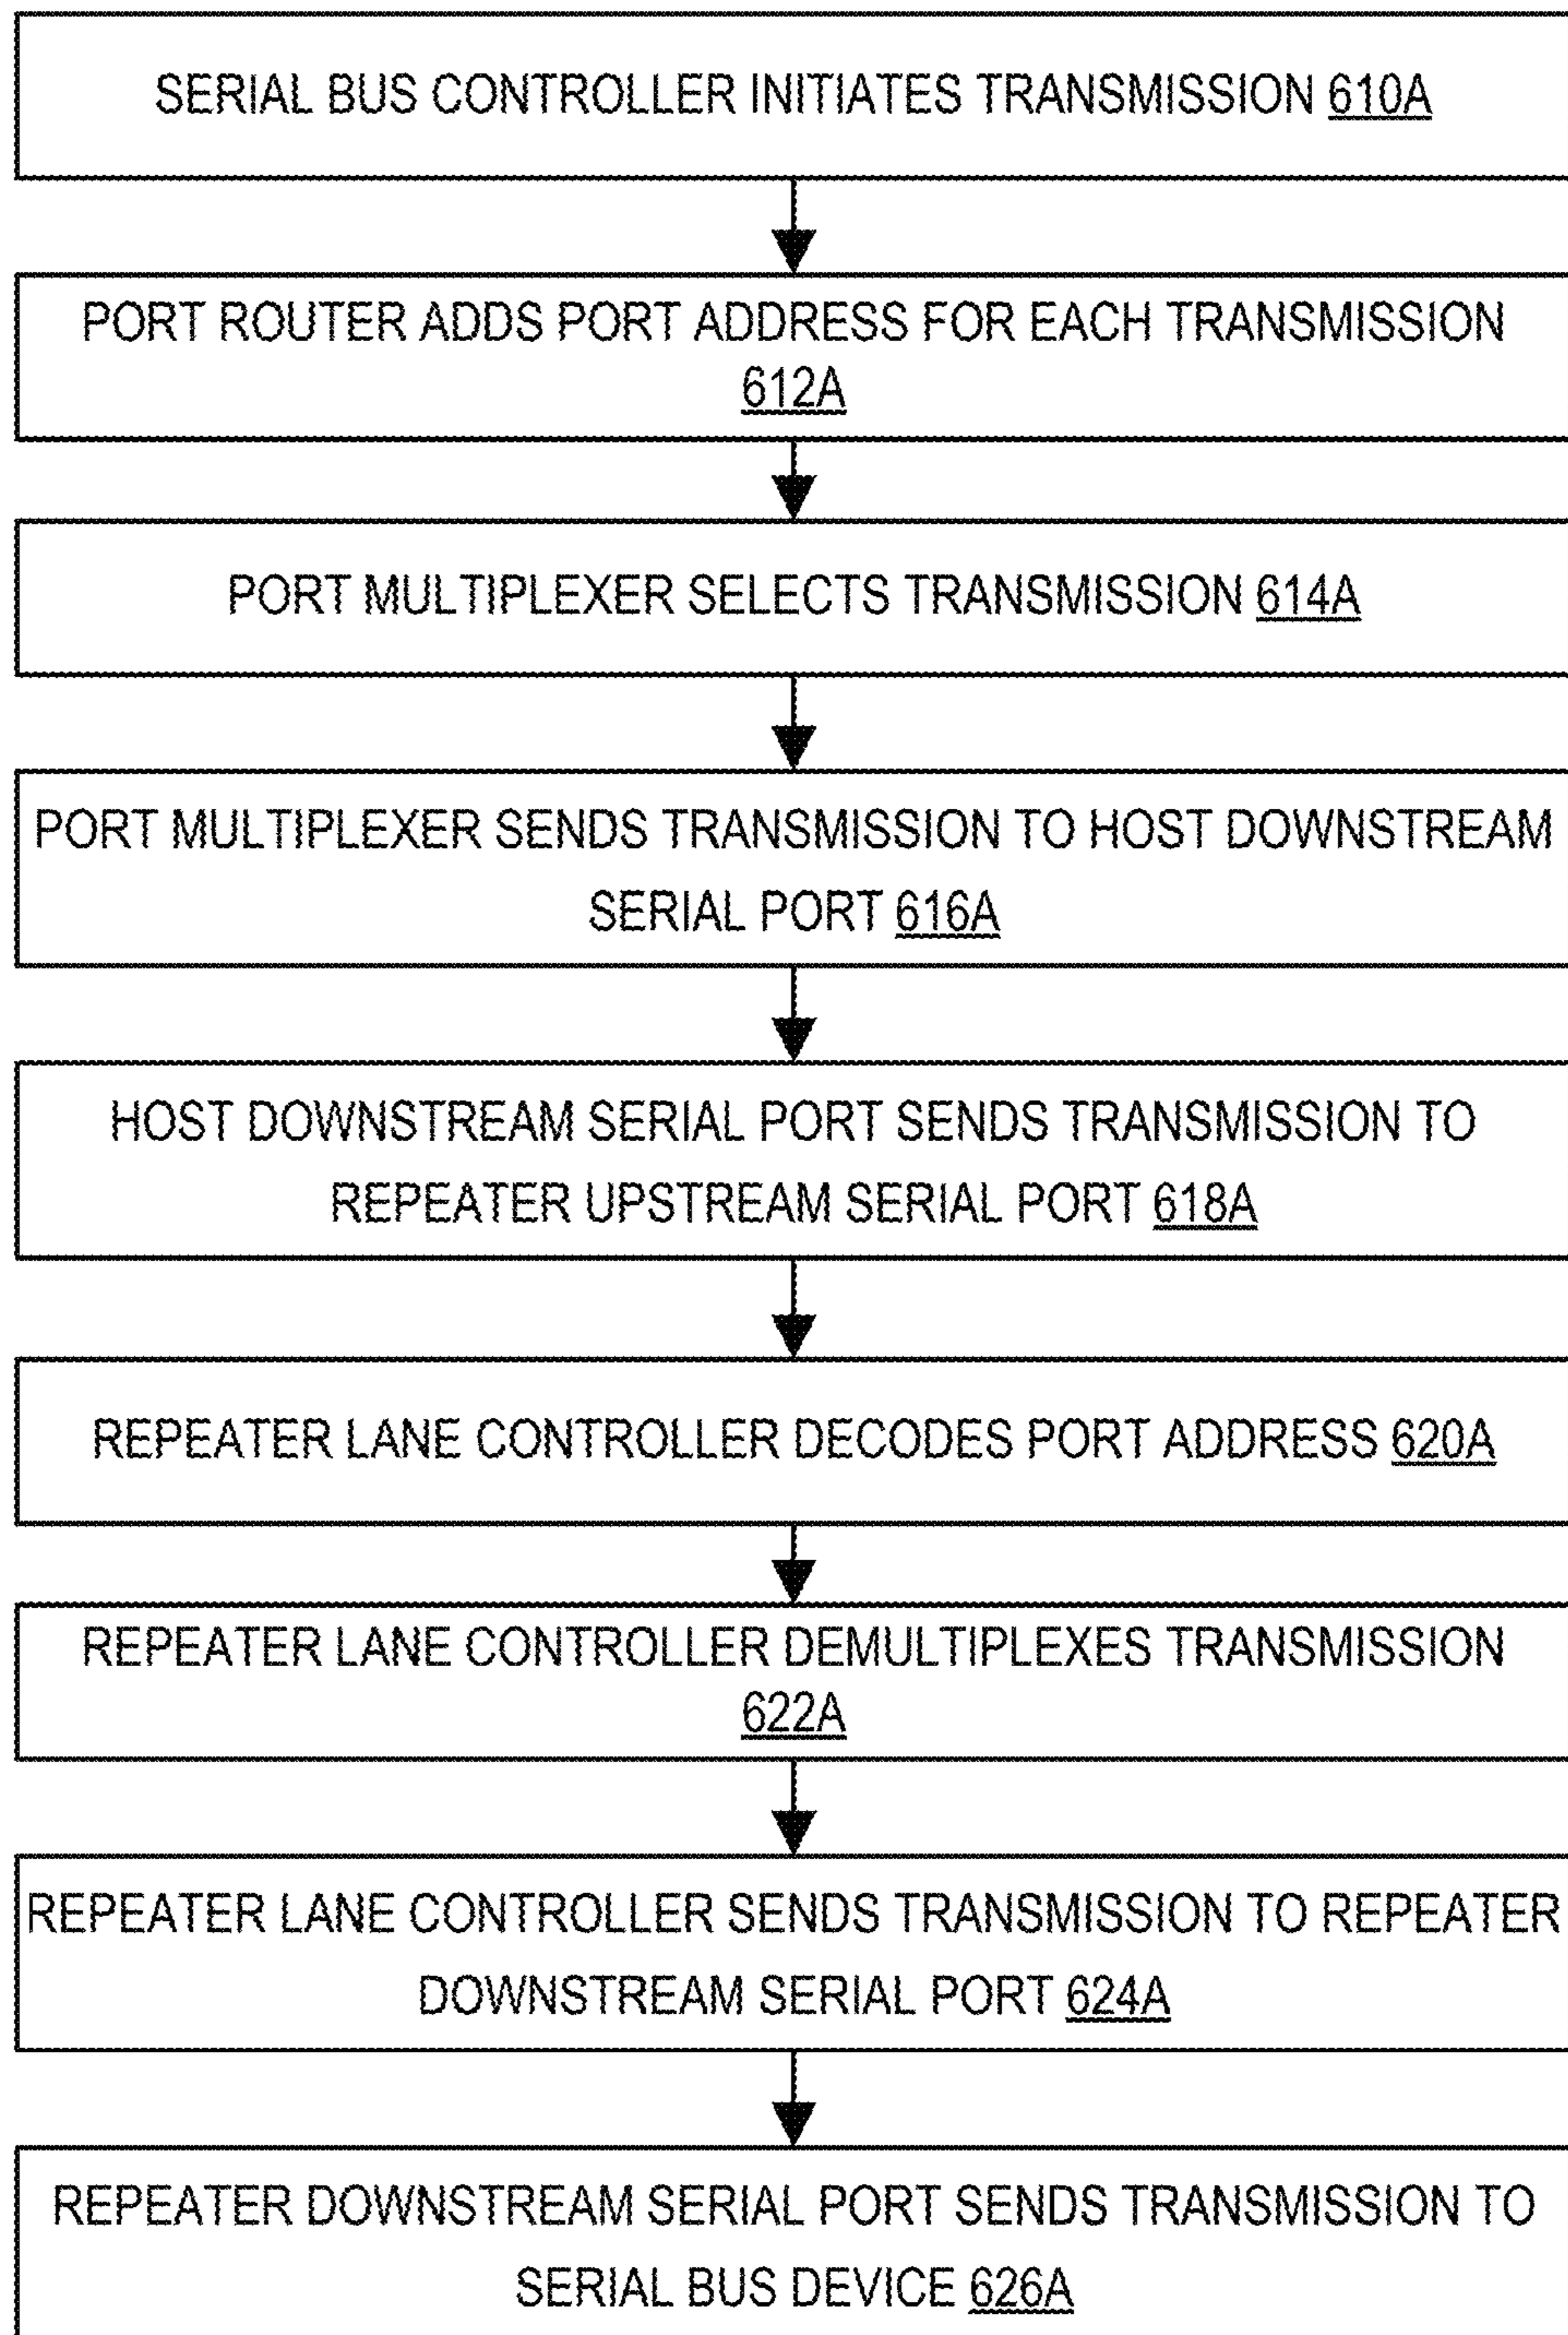 SERIAL BUS CONTROLLER INITIATES TRANSMISSION 610A
PORT ROUTER ADDS PORT ADDRESS FOR EACH TRANSMISSION
612A
PORT MULTIPLEXER SELECTS TRANSMISSION 614A
PORT MULTIPLEXER SENDS TRANSMISSION TO HOST DOWNSTREAM
SERIAL PORT 616A
HOST DOWNSTREAM SERIAL PORT SENDS TRANSMISSION TO
REPEATER UPSTREAM SERIAL PORT 618A
REPEATER LANE CONTROLLER DECODES PORT ADDRESS 620A
REPEATER LANE CONTROLLER DEMULTIPLEXES TRANSMISSION
622A
REPEATER LANE CONTROLLER SENDS TRANSMISSION TO REPEATER
DOWNSTREAM SERIAL PORT 624A
REPEATER DOWNSTREAM SERIAL PORT SENDS TRANSMISSION TO
SERIAL BUS DEVICE 626A